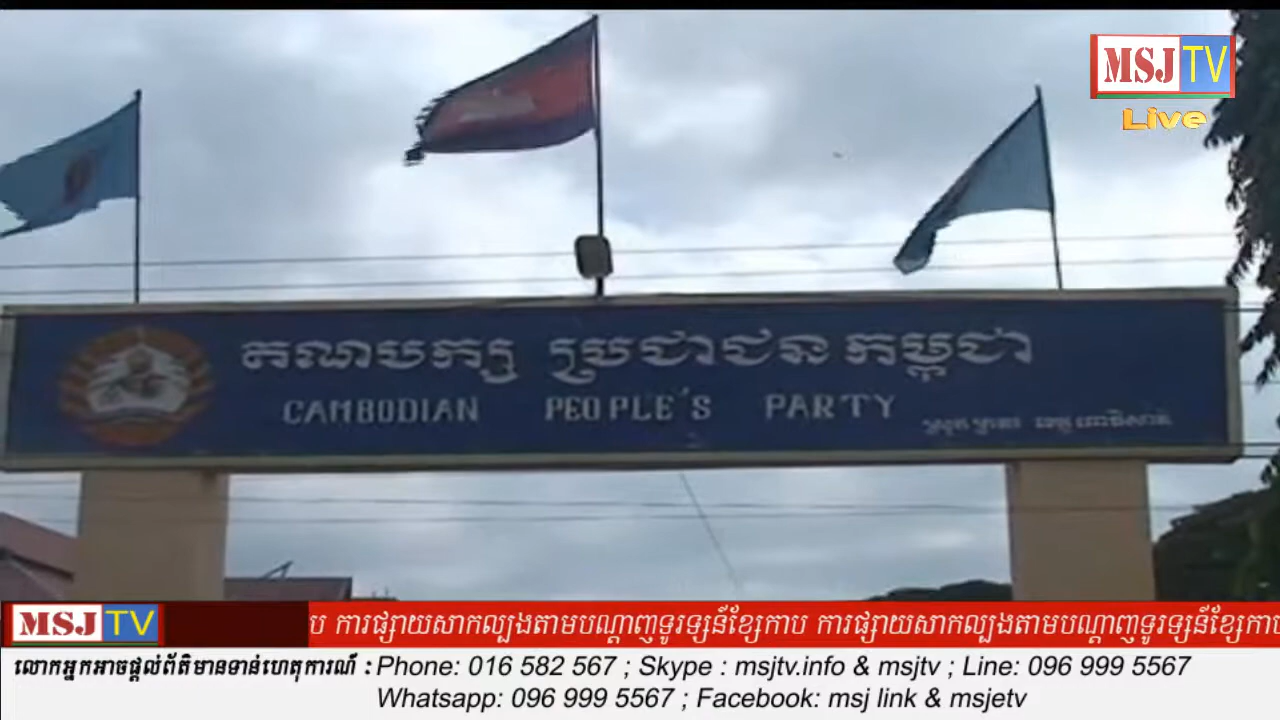 MSJ TV
Live
គណបក្ស ប្រជាជន កម្ពុជា
CAMBODIAN PEOPLE'S PARTY
MSJ TV
ប ការផ្សាយសាកល្បងតាមបណ្តាញទូរទស្សន៍ខ្សែកាប ការផ្សាយសាកល្បងតាមបណ្តាញទូរទស្សន៍ខ្សែកាប
លោកអ្នកអាចផ្តល់ព័ត៌មានទាន់ហេតុការណ៍ : Phone: 016 582 567 ; Skype : msjtv.info & msjtv ; Line: 096 999 5567
Whatsapp: 096 999 5567 ; Facebook: msj link & msjetv